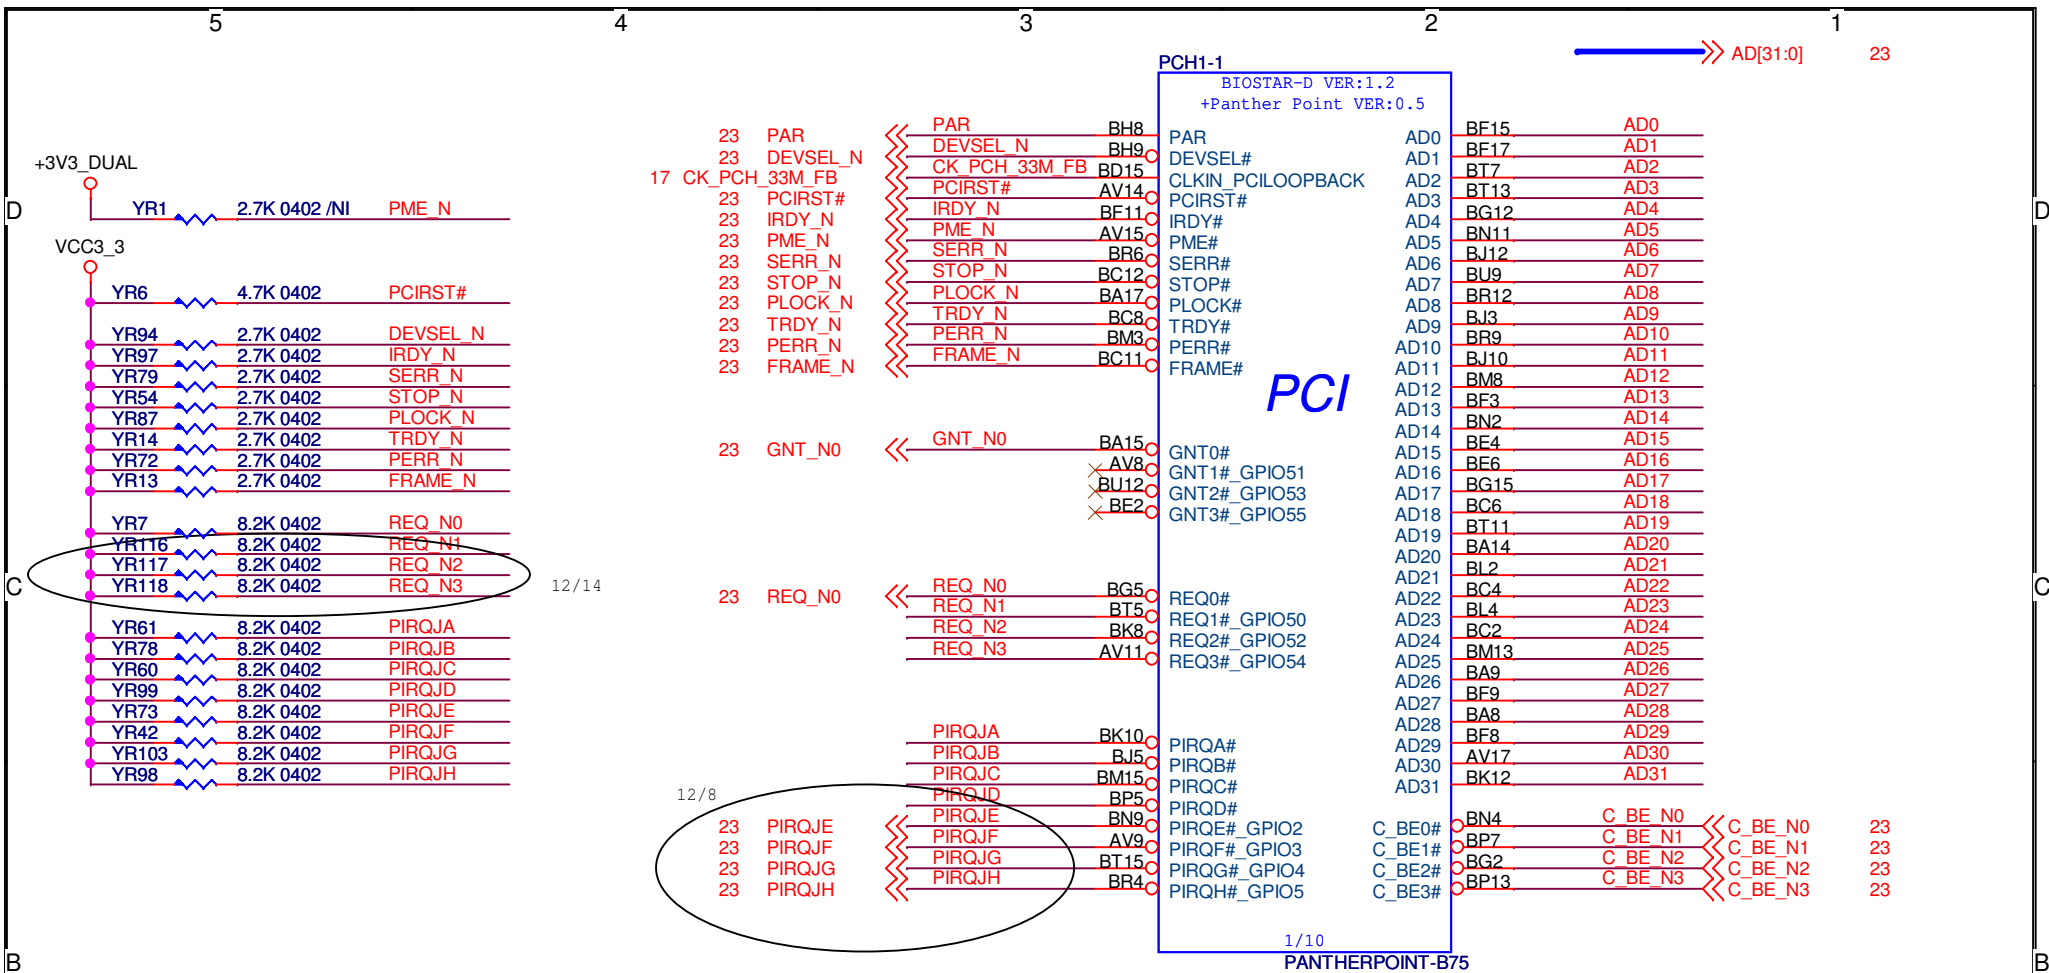 5 4 3 2 1
AD[31:0] 23
PCH1-1
BIOSTAR-D VER:1.2
+Panther Point VER:0.5
+3V3_DUAL
YR1 2.7K 0402 /NI PME_N
VCC3_3
YR6 4.7K 0402 PCIRST#
YR94 2.7K 0402 DEVSEL_N
YR97 2.7K 0402 IRDY_N
YR79 2.7K 0402 SERR_N
YR54 2.7K 0402 STOP_N
YR87 2.7K 0402 PLOCK_N
YR14 2.7K 0402 TRDY_N
YR72 2.7K 0402 PERR_N
YR13 2.7K 0402 FRAME_N
YR7 8.2K 0402 REQ_N0
YR116 8.2K 0402 REQ_N1
YR117 8.2K 0402 REQ_N2
YR118 8.2K 0402 REQ_N3
12/14
YR61 8.2K 0402 PIRQJA
YR78 8.2K 0402 PIRQJB
YR60 8.2K 0402 PIRQJC
YR99 8.2K 0402 PIRQJD
YR73 8.2K 0402 PIRQJE
YR42 8.2K 0402 PIRQJF
YR103 8.2K 0402 PIRQJG
YR98 8.2K 0402 PIRQJH
23 PAR PAR BH8 PAR
23 DEVSEL_N DEVSEL_N BH9 DEVSEL#
17 CK_PCH_33M_FB CK_PCH_33M_FB BD15 CLKIN_PCILOOPBACK
23 PCIRST# PCIRST# AV14 PCIRST#
23 IRDY_N IRDY_N BF11 IRDY#
23 PME_N PME_N AV15 PME#
23 SERR_N SERR_N BR6 SERR#
23 STOP_N STOP_N BC12 STOP#
23 PLOCK_N PLOCK_N BA17 PLOCK#
23 TRDY_N TRDY_N BC8 TRDY#
23 PERR_N PERR_N BM3 PERR#
23 FRAME_N FRAME_N BC11 FRAME#
PCI
23 GNT_N0 GNT_N0 BA15 GNT0#
AV8 GNT1#_GPIO51
BU12 GNT2#_GPIO53
BE2 GNT3#_GPIO55
23 REQ_N0 REQ_N0 BG5 REQ0#
REQ_N1 BT5 REQ1#_GPIO50
REQ_N2 BK8 REQ2#_GPIO52
REQ_N3 AV11 REQ3#_GPIO54
PIRQJA BK10 PIRQA#
PIRQJB BJ5 PIRQB#
PIRQJC BM15 PIRQC#
12/8
PIRQJD BP5 PIRQD#
23 PIRQJE PIRQJE BN9 PIRQE#_GPIO2
23 PIRQJF PIRQJF AV9 PIRQF#_GPIO3
23 PIRQJG PIRQJG BT15 PIRQG#_GPIO4
23 PIRQJH PIRQJH BR4 PIRQH#_GPIO5
AD0 BF15 AD0
AD1 BF17 AD1
AD2 BT7 AD2
AD3 BT13 AD3
AD4 BG12 AD4
AD5 BN11 AD5
AD6 BJ12 AD6
AD7 BU9 AD7
AD8 BR12 AD8
AD9 BJ3 AD9
AD10 BR9 AD10
AD11 BJ10 AD11
AD12 BM8 AD12
AD13 BF3 AD13
AD14 BN2 AD14
AD15 BE4 AD15
AD16 BE6 AD16
AD17 BG15 AD17
AD18 BC6 AD18
AD19 BT11 AD19
AD20 BA14 AD20
AD21 BL2 AD21
AD22 BC4 AD22
AD23 BL4 AD23
AD24 BC2 AD24
AD25 BM13 AD25
AD26 BA9 AD26
AD27 BF9 AD27
AD28 BA8 AD28
AD29 BF8 AD29
AD30 AV17 AD30
AD31 BK12 AD31
C_BE0# BN4 C_BE_N0 C_BE_N0 23
C_BE1# BP7 C_BE_N1 C_BE_N1 23
C_BE2# BG2 C_BE_N2 C_BE_N2 23
C_BE3# BP13 C_BE_N3 C_BE_N3 23
1/10
PANTHERPOINT-B75
D D
C C
B B